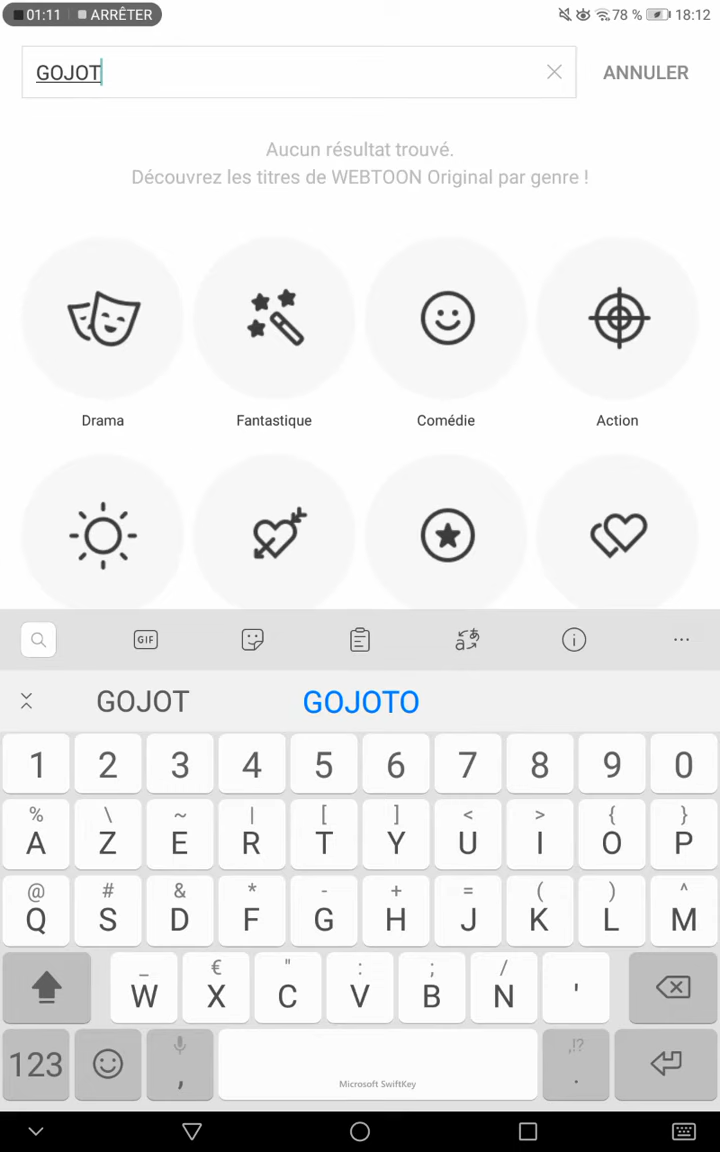 01:11 ARRÊTER 78 % 18:12
GOJOT ANNULER
Aucun résultat trouvé.
Découvrez les titres de WEBTOON Original par genre !
Drama Fantastique Comédie Action
GIF
GOJOT GOJOTO
1 2 3 4 5 6 7 8 9 0
% \ ~ | [ ] < > { }
A Z E R T Y U I O P
@ # & * - + = ( ) ^
Q S D F G H J K L M
_ € " : ; /
W X C V B N '
,!?
123 , .
Microsoft SwiftKey